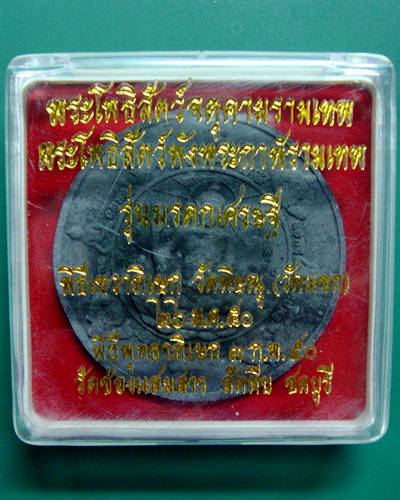 พระโพธิสัตว์จตุคามรามเทพ
พระโพธิสัตว์พังพระกาฬรามเทพ
รุ่นมรดกเศรษฐี
พิธีเทวาภิเษก วัดพิษณุ (วัดแขก)
๒๖ ม.ค.๕๐
พิธีพุทธาภิเษก ๓ ก.พ. ๕๐
วัดช่องแสมสาร สัตหีบ ชลบุรี